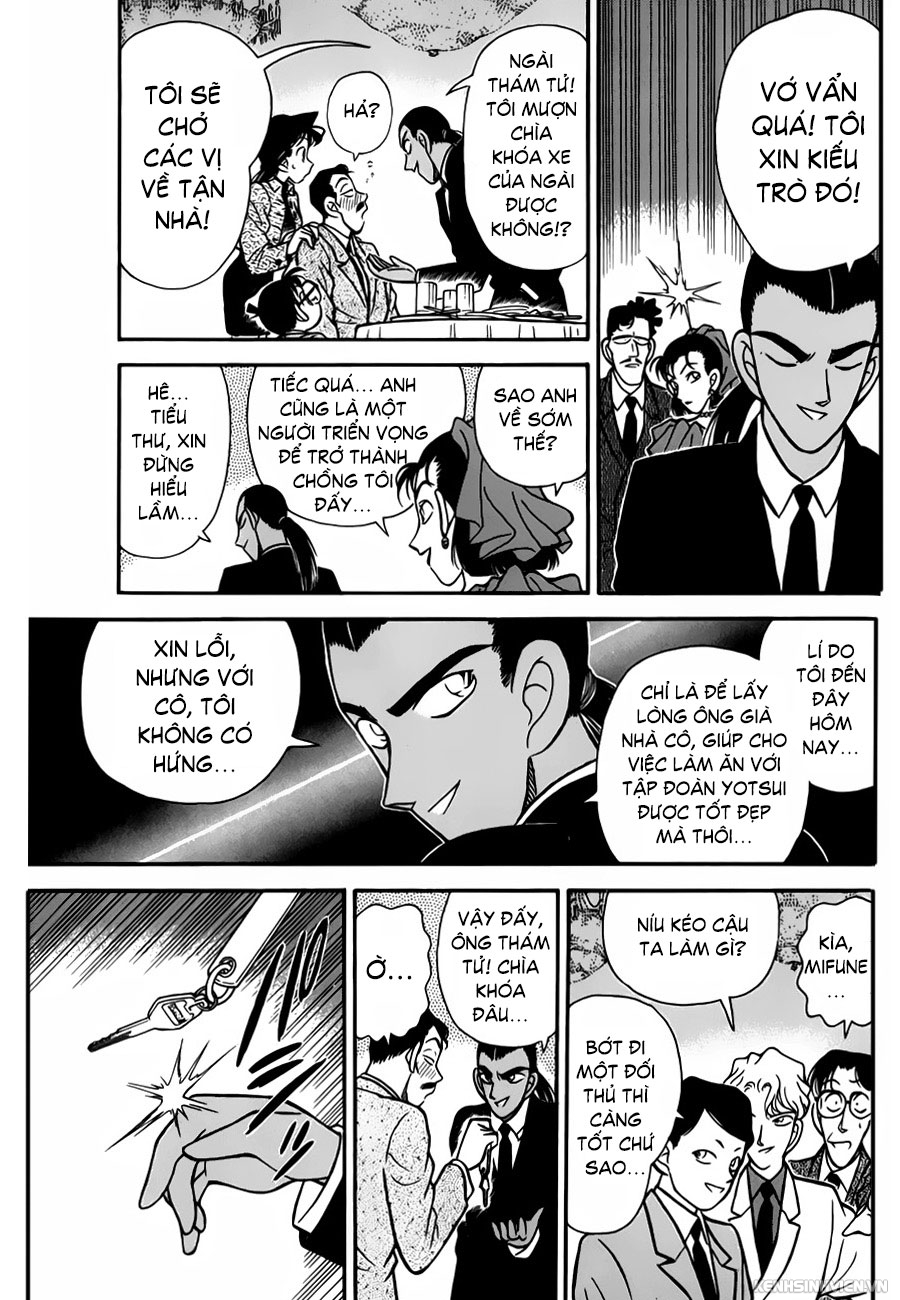 VỚ VẨN
QUÁ! TÔI
XIN KIẾU
TRÒ ĐÓ!
NGÀI
THÁM TỬ!
TÔI MƯỢN
CHÌA
KHÓA XE
CỦA NGÀI
ĐƯỢC
KHÔNG!?
HẢ?
TÔI SẼ
CHỞ
CÁC VỊ
VỀ TẬN
NHÀ!
SAO ANH
VỀ SỚM
THẾ?
TIẾC QUÁ... ANH
CŨNG LÀ MỘT
NGƯỜI TRIỂN VỌNG
ĐỂ TRỞ THÀNH
CHỒNG TÔI
ĐẤY...
HÊ...
TIỂU
THƯ, XIN
ĐỪNG
HIỂU
LẦM...
LÍ DO
TÔI ĐẾN
ĐÂY
HÔM
NAY...
CHỈ LÀ ĐỂ LẤY
LÒNG ÔNG GIÀ
NHÀ CÔ, GIÚP CHO
VIỆC LÀM ĂN VỚI
TẬP ĐOÀN YOTSUI
ĐƯỢC TỐT ĐẸP
MÀ THÔI...
XIN LỖI,
NHƯNG VỚI
CÔ, TÔI
KHÔNG CÓ
HỨNG...
KÌA,
MIFUNE
...
NÍU KÉO CẬU
TA LÀM GÌ?
BỚT ĐI
MỘT ĐỐI
THỦ THÌ
CÀNG
TỐT CHỨ
SAO...
VẬY ĐẤY,
ÔNG THÁM
TỬ! CHÌA
KHÓA
ĐÂU...
Ờ...
KENHSINHVIEN.VN